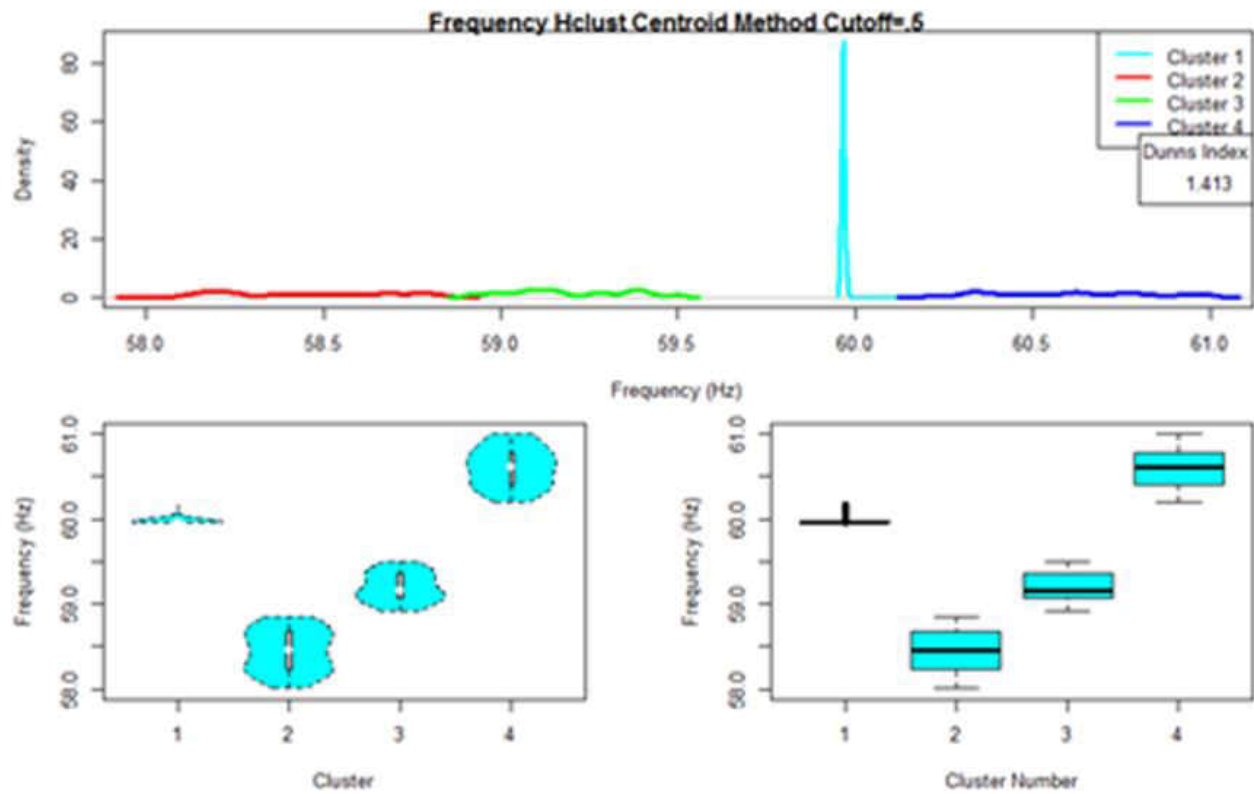 Frequency Hclust Centroid Method Cutoff=.5
Density
80
60
40
20
0
Cluster 1
Cluster 2
Cluster 3
Cluster 4
Dunns Index
1.413
58.0 58.5 59.0 59.5 60.0 60.5 61.0
Frequency (Hz)
Frequency (Hz)
61.0
60.0
59.0
58.0
1 2 3 4
Cluster
Frequency (Hz)
61.0
60.0
59.0
58.0
1 2 3 4
Cluster Number